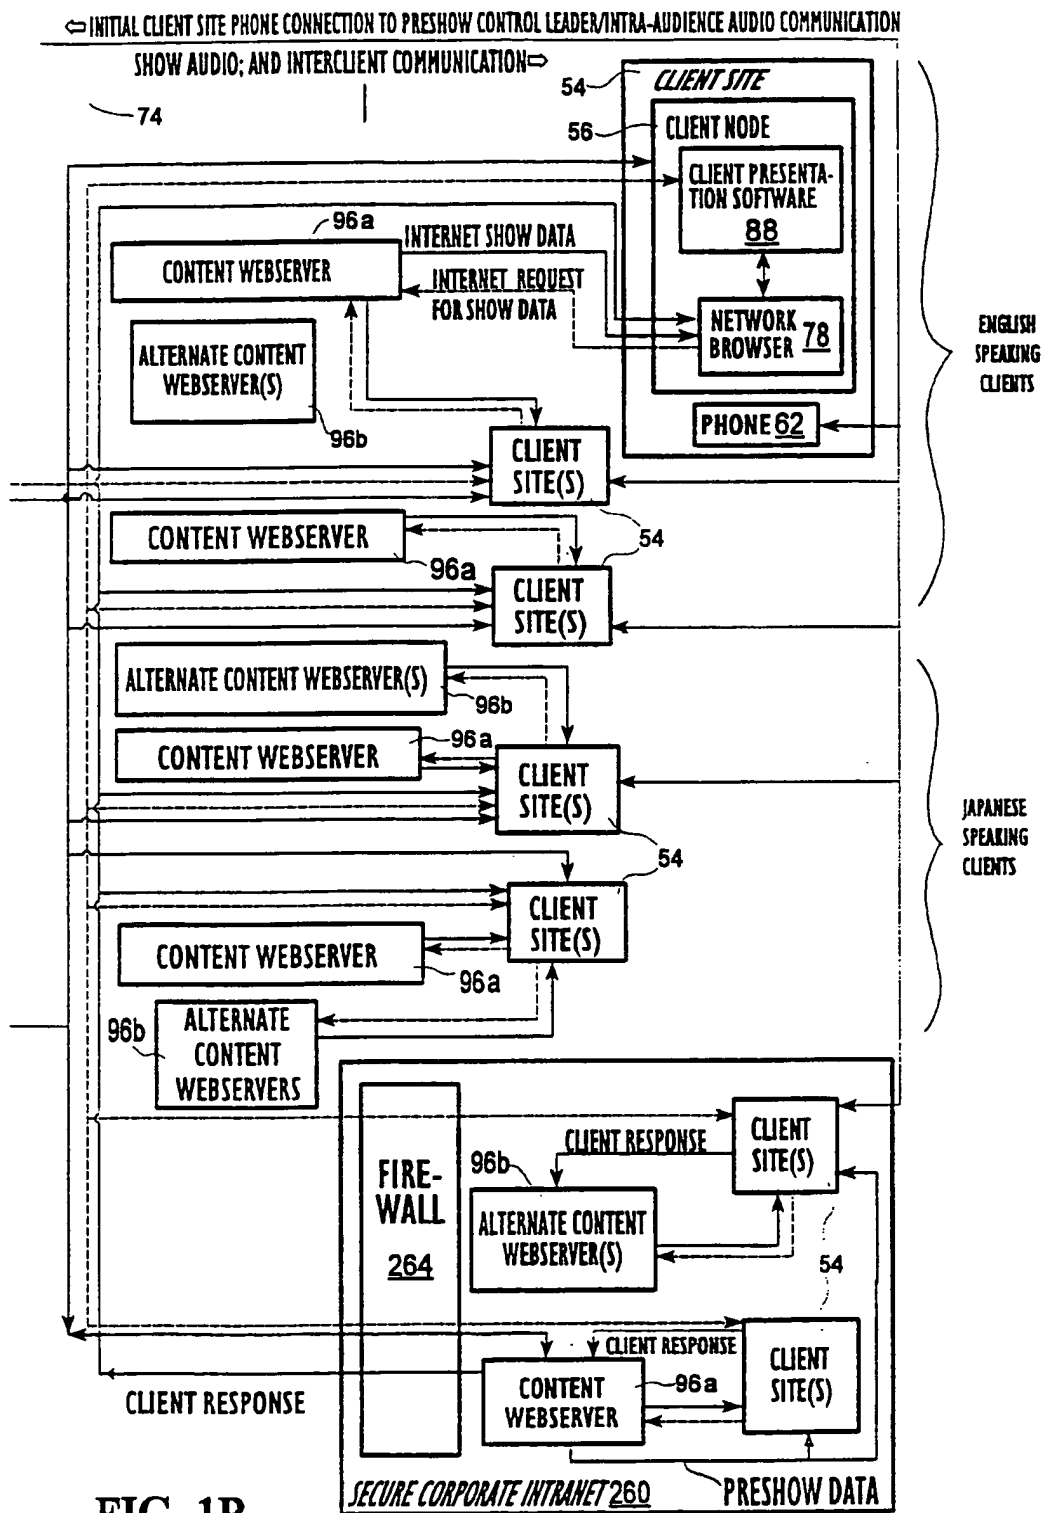 ⇦ INITIAL CLIENT SITE PHONE CONNECTION TO PRESHOW CONTROL LEADER/INTRA-AUDIENCE AUDIO COMMUNICATION
SHOW AUDIO; AND INTERCLIENT COMMUNICATION⇨
74
54
CLIENT SITE
56
CLIENT NODE
CLIENT PRESENTA-
TION SOFTWARE
88
96a
CONTENT WEBSERVER
INTERNET SHOW DATA
INTERNET REQUEST
FOR SHOW DATA
NETWORK
BROWSER 78
ALTERNATE CONTENT
WEBSERVER(S)
96b
PHONE 62
ENGLISH
SPEAKING
CLIENTS
CLIENT
SITE(S)
54
CONTENT WEBSERVER
96a
CLIENT
SITE(S)
ALTERNATE CONTENT WEBSERVER(S)
96b
96a
CONTENT WEBSERVER
CLIENT
SITE(S)
54
JAPANESE
SPEAKING
CLIENTS
CLIENT
SITE(S)
CONTENT WEBSERVER
96a
96b
ALTERNATE
CONTENT
WEBSERVERS
FIRE-
WALL
264
CLIENT RESPONSE
CLIENT
SITE(S)
96b
ALTERNATE CONTENT
WEBSERVER(S)
54
CLIENT RESPONSE
CLIENT
SITE(S)
CONTENT
WEBSERVER
96a
CLIENT RESPONSE
SECURE CORPORATE INTRANET 260
PRESHOW DATA
FIG. 1B